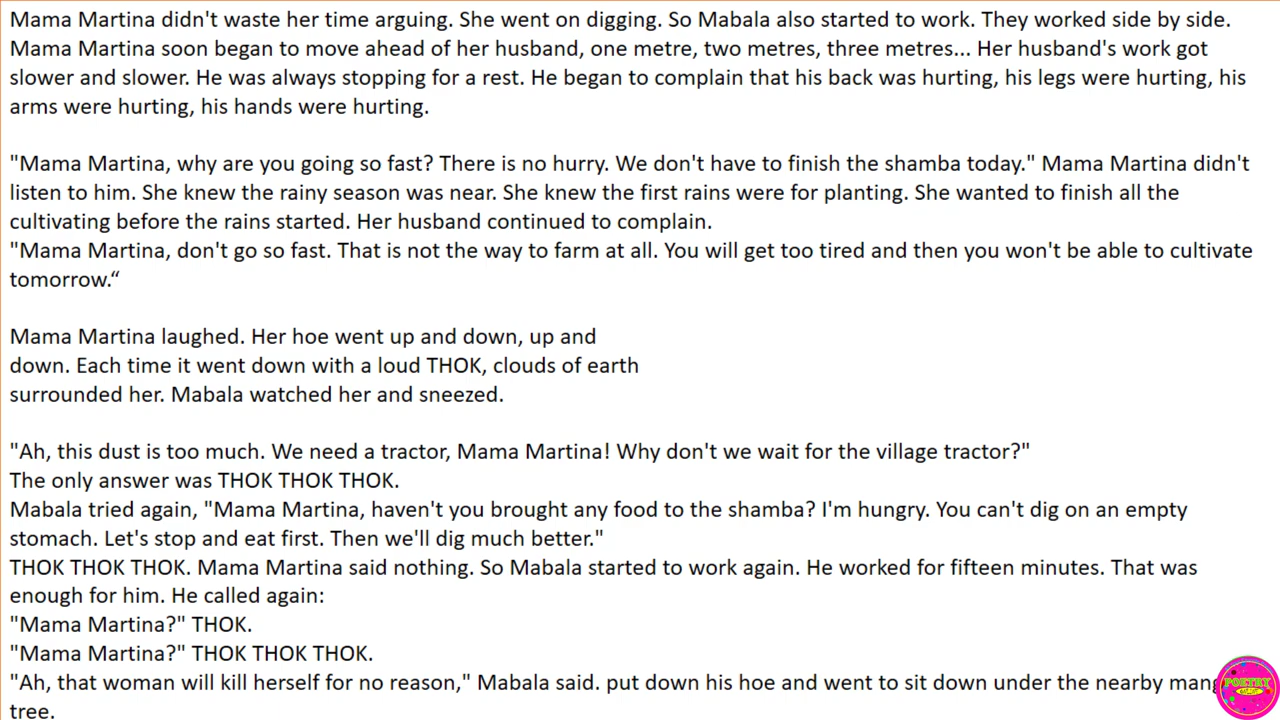 Mama Martina didn't waste her time arguing. She went on digging. So Mabala also started to work. They worked side by side.
Mama Martina soon began to move ahead of her husband, one metre, two metres, three metres... Her husband's work got
slower and slower. He was always stopping for a rest. He began to complain that his back was hurting, his legs were hurting, his
arms were hurting, his hands were hurting.
"Mama Martina, why are you going so fast? There is no hurry. We don't have to finish the shamba today." Mama Martina didn't
listen to him. She knew the rainy season was near. She knew the first rains were for planting. She wanted to finish all the
cultivating before the rains started. Her husband continued to complain.
"Mama Martina, don't go so fast. That is not the way to farm at all. You will get too tired and then you won't be able to cultivate
tomorrow.“
Mama Martina laughed. Her hoe went up and down, up and
down. Each time it went down with a loud THOK, clouds of earth
surrounded her. Mabala watched her and sneezed.
"Ah, this dust is too much. We need a tractor, Mama Martina! Why don't we wait for the village tractor?"
The only answer was THOK THOK THOK.
Mabala tried again, "Mama Martina, haven't you brought any food to the shamba? I'm hungry. You can't dig on an empty
stomach. Let's stop and eat first. Then we'll dig much better."
THOK THOK THOK. Mama Martina said nothing. So Mabala started to work again. He worked for fifteen minutes. That was
enough for him. He called again:
"Mama Martina?" THOK.
"Mama Martina?" THOK THOK THOK.
"Ah, that woman will kill herself for no reason," Mabala said. put down his hoe and went to sit down under the nearby
tree.
POETRY